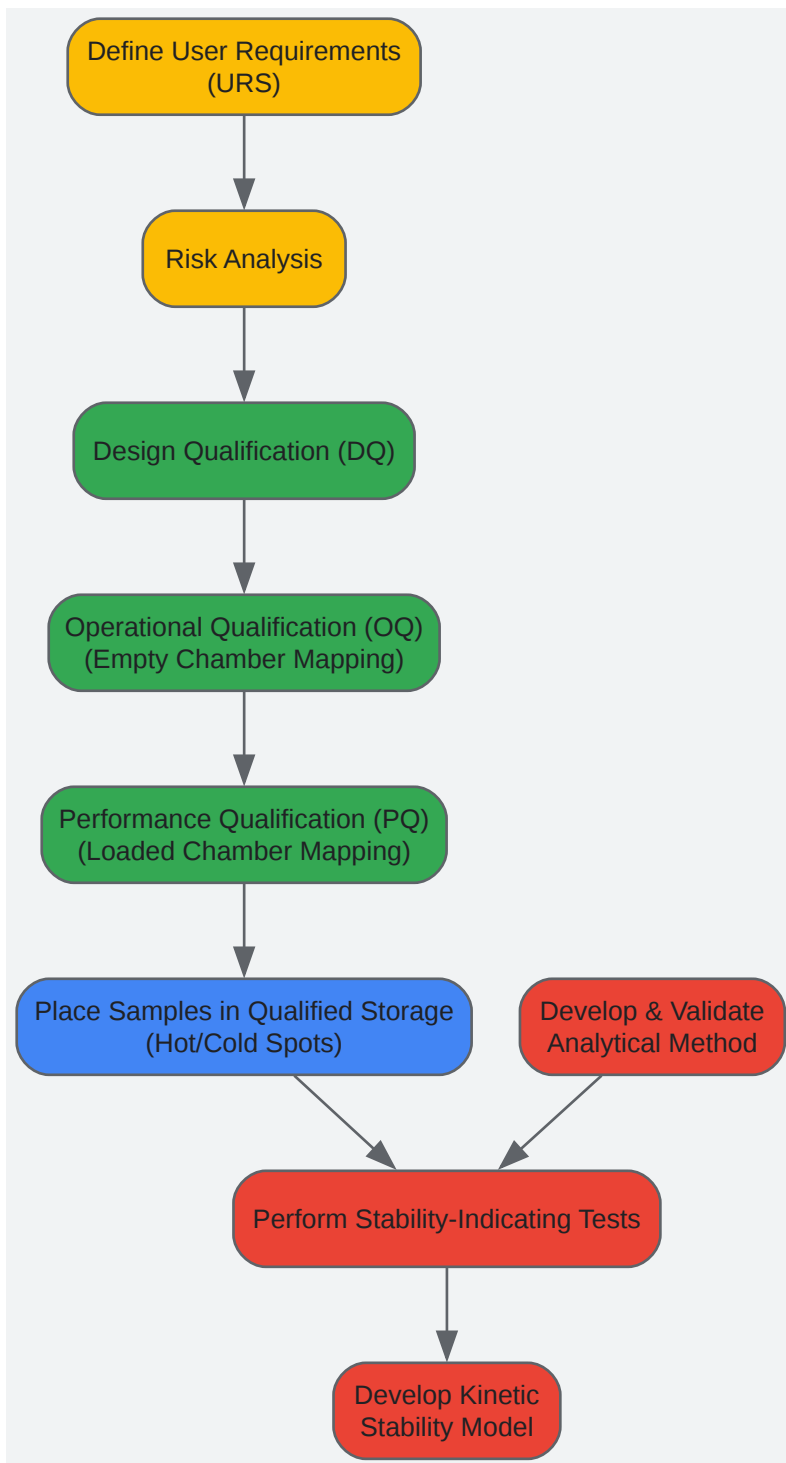 Define User Requirements
(URS)
Risk Analysis
Design Qualification (DQ)
Operational Qualification (OQ)
(Empty Chamber Mapping)
Performance Qualification (PQ)
(Loaded Chamber Mapping)
Place Samples in Qualified Storage
(Hot/Cold Spots)
Develop & Validate
Analytical Method
Perform Stability-Indicating Tests
Develop Kinetic
Stability Model